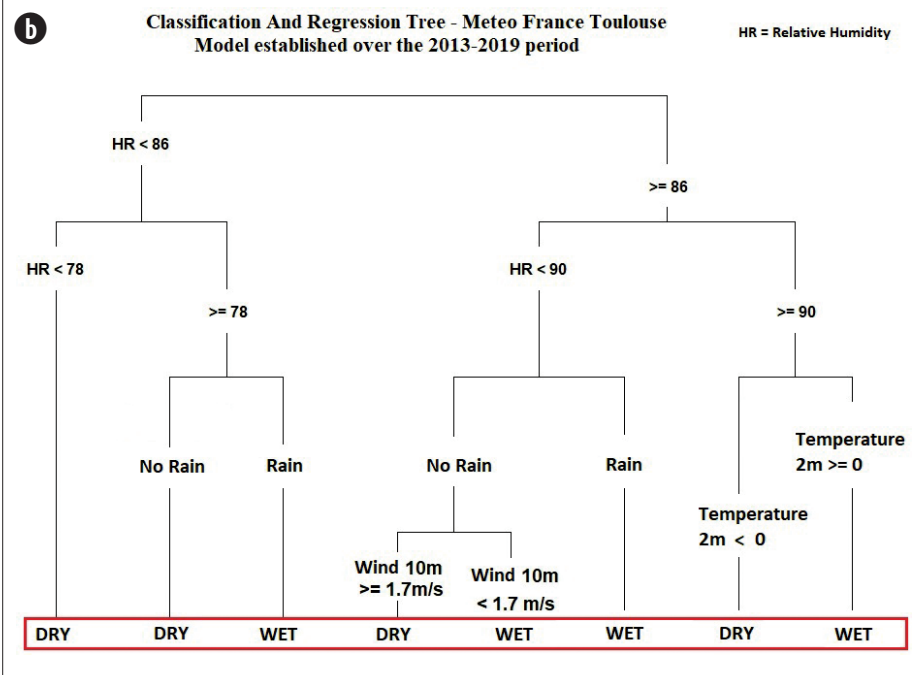 b
Classification And Regression Tree - Meteo France Toulouse
Model established over the 2013-2019 period
HR = Relative Humidity
HR < 86
>= 86
HR < 78
HR < 90
>= 78
>= 90
Temperature
2m >= 0
No Rain
Rain
No Rain
Rain
Temperature
2m < 0
Wind 10m
>= 1.7m/s
Wind 10m
< 1.7 m/s
DRY DRY WET DRY WET WET DRY WET